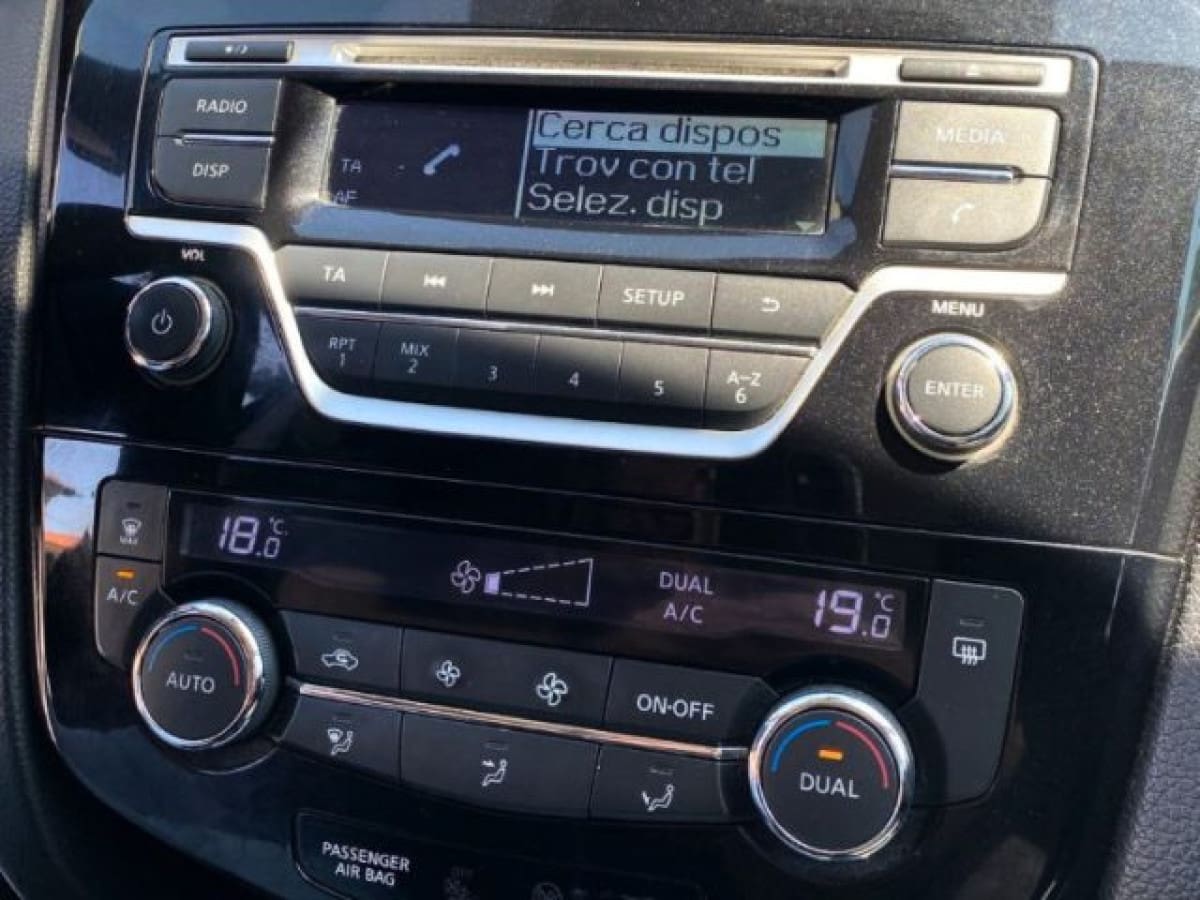 RADIO
DISP
TA
AF
Cerca dispos
Trov con tel
Selez. disp
MEDIA
VOL
TA
SETUP
MENU
RPT
1
MIX
2
3
4
5
A-Z
6
ENTER
18.0 °C
DUAL
A/C
19.0 °C
MAX
A/C
AUTO
ON-OFF
DUAL
PASSENGER
AIR BAG